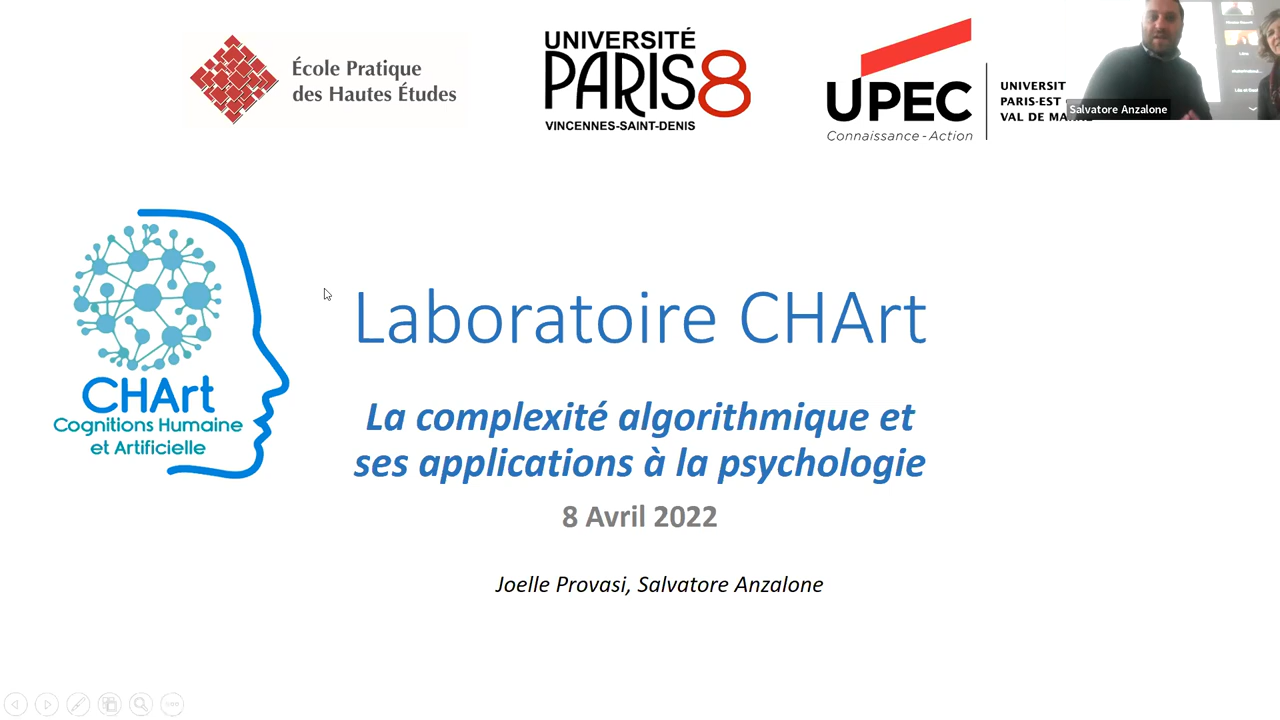 École Pratique
des Hautes Études
UNIVERSITÉ
PARIS8
VINCENNES-SAINT-DENIS
UPEC
Connaissance - Action
UNIVERSIT
PARIS-EST
VAL DE
Salvatore Anzalone
CHArt
Cognitions Humaine
et Artificielle
Laboratoire CHArt
La complexité algorithmique et
ses applications à la psychologie
8 Avril 2022
Joelle Provasi, Salvatore Anzalone